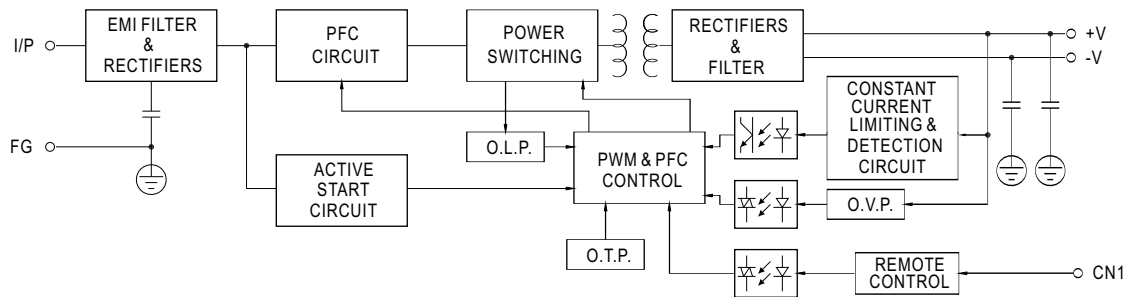 I/P
EMI FILTER
&
RECTIFIERS
PFC
CIRCUIT
POWER
SWITCHING
RECTIFIERS
&
FILTER
+V
-V
FG
O.L.P.
ACTIVE
START
CIRCUIT
PWM & PFC
CONTROL
O.T.P.
CONSTANT
CURRENT
LIMITING &
DETECTION
CIRCUIT
O.V.P.
REMOTE
CONTROL
CN1